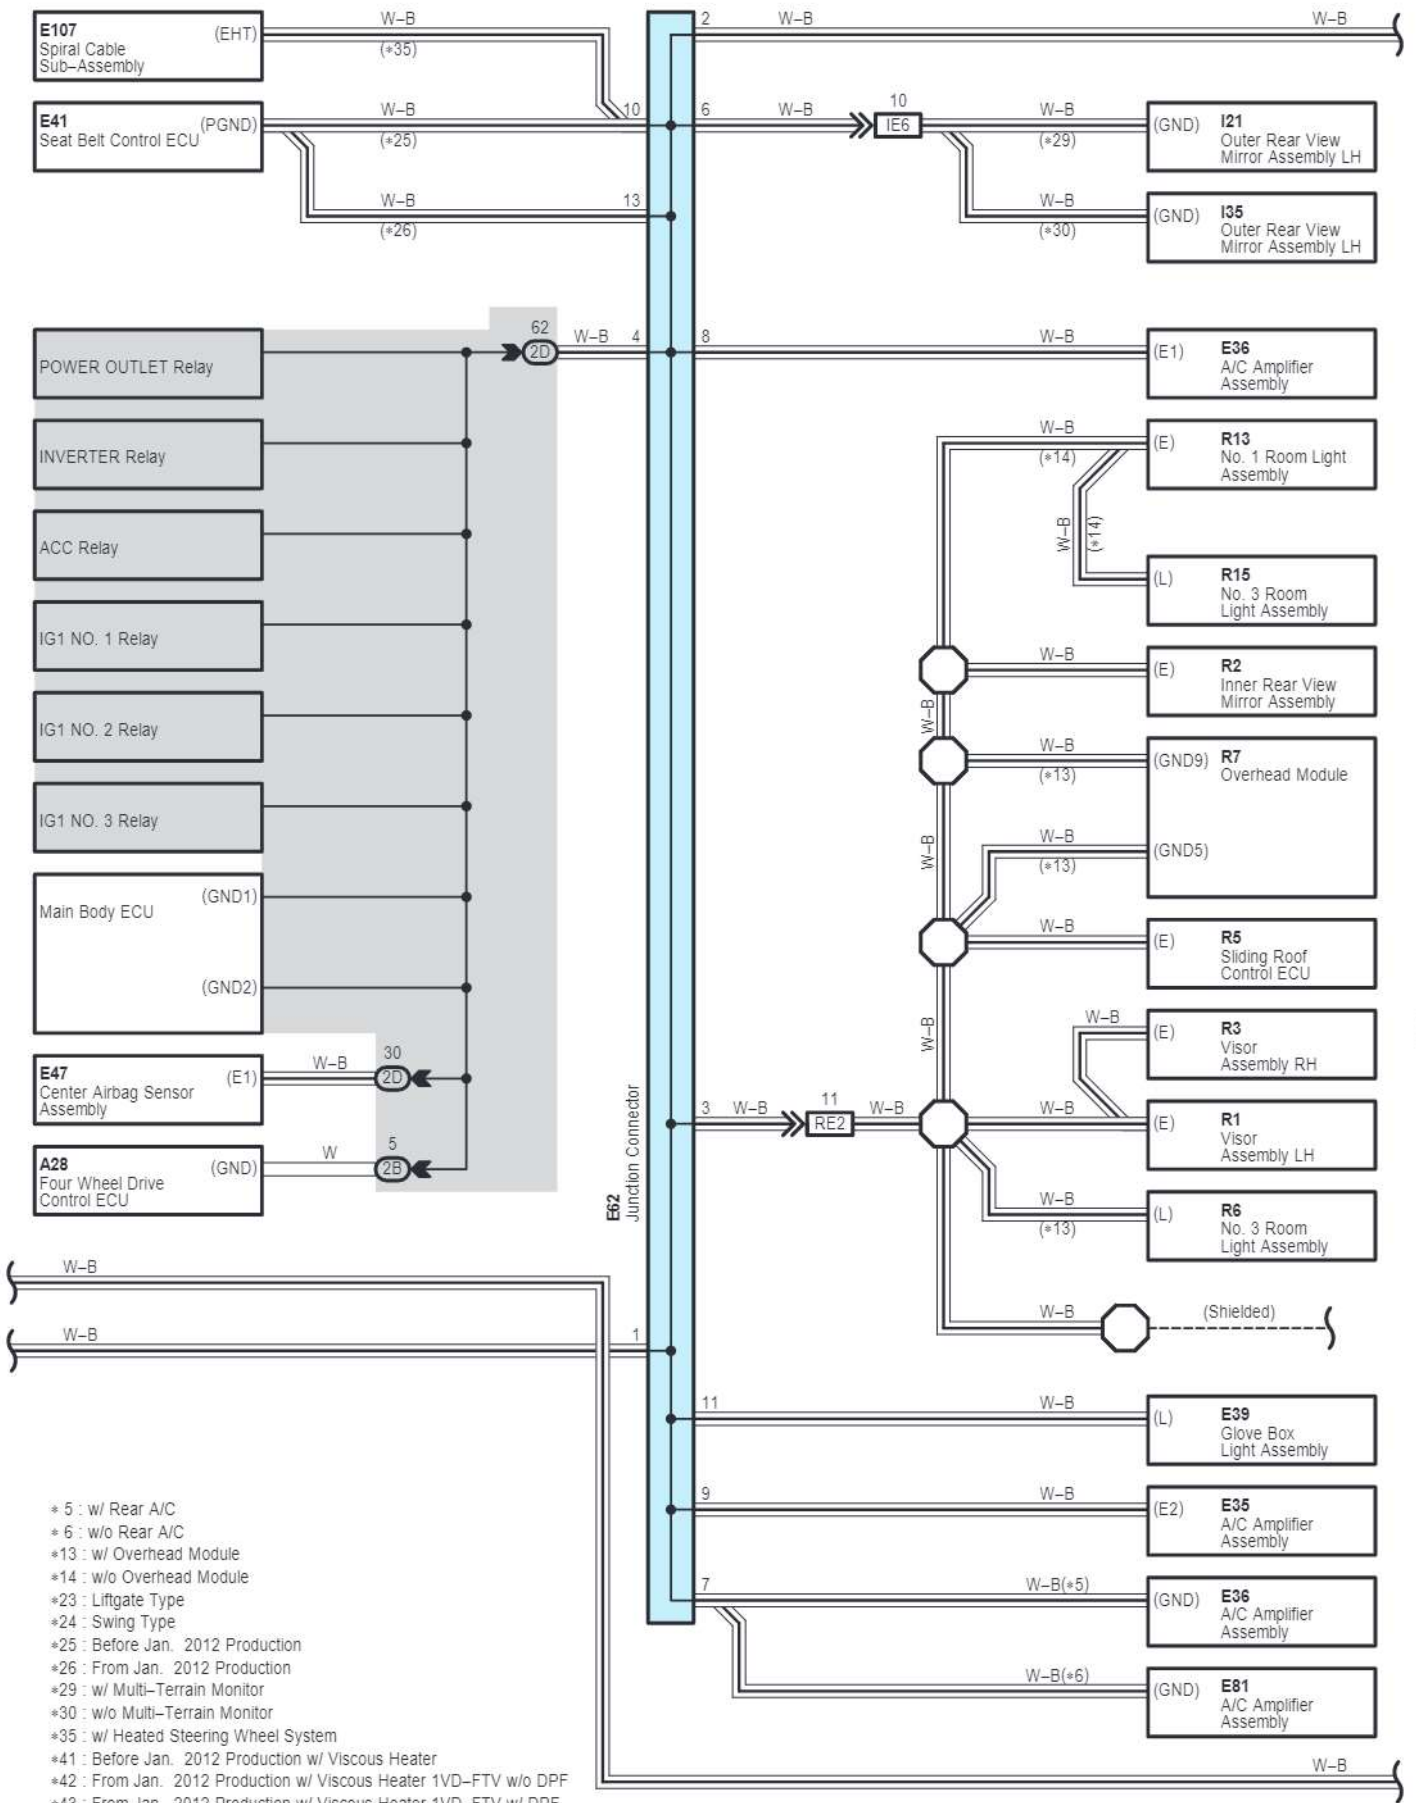 E107
Spiral Cable
Sub–Assembly
(EHT)
W–B
(∗35)
E41
Seat Belt Control ECU
(PGND)
W–B
(∗25)
10
W–B
(∗26)
13
2
W–B
W–B
6
W–B
10
IE6
W–B
(∗29)
(GND)
I21
Outer Rear View
Mirror Assembly LH
W–B
(∗30)
(GND)
I35
Outer Rear View
Mirror Assembly LH
POWER OUTLET Relay
62
2D
W–B
4
8
W–B
(E1)
E36
A/C Amplifier
Assembly
INVERTER Relay
W–B
(∗14)
(E)
R13
No. 1 Room Light
Assembly
ACC Relay
W–B
(∗14)
(L)
R15
No. 3 Room
Light Assembly
IG1 NO. 1 Relay
W–B
(E)
R2
Inner Rear View
Mirror Assembly
IG1 NO. 2 Relay
W–B
W–B
(∗13)
(GND9)
R7
Overhead Module
IG1 NO. 3 Relay
W–B
W–B
(∗13)
(GND5)
Main Body ECU
(GND1)
(GND2)
W–B
(E)
R5
Sliding Roof
Control ECU
W–B
W–B
(E)
R3
Visor
Assembly RH
E47
Center Airbag Sensor
Assembly
(E1)
W–B
30
2D
E62
Junction Connector
3
W–B
11
RE2
W–B
W–B
(E)
R1
Visor
Assembly LH
A28
Four Wheel Drive
Control ECU
(GND)
W
5
2B
W–B
(∗13)
(L)
R6
No. 3 Room
Light Assembly
W–B
W–B
(Shielded)
W–B
1
11
W–B
(L)
E39
Glove Box
Light Assembly
9
W–B
(E2)
E35
A/C Amplifier
Assembly
7
W–B(∗5)
(GND)
E36
A/C Amplifier
Assembly
W–B(∗6)
(GND)
E81
A/C Amplifier
Assembly
W–B
∗ 5 : w/ Rear A/C
∗ 6 : w/o Rear A/C
∗13 : w/ Overhead Module
∗14 : w/o Overhead Module
∗23 : Liftgate Type
∗24 : Swing Type
∗25 : Before Jan. 2012 Production
∗26 : From Jan. 2012 Production
∗29 : w/ Multi–Terrain Monitor
∗30 : w/o Multi–Terrain Monitor
∗35 : w/ Heated Steering Wheel System
∗41 : Before Jan. 2012 Production w/ Viscous Heater
∗42 : From Jan. 2012 Production w/ Viscous Heater 1VD–FTV w/o DPF
∗43 : From Jan. 2012 Production w/ Viscous Heater 1VD–FTV w/ DPF